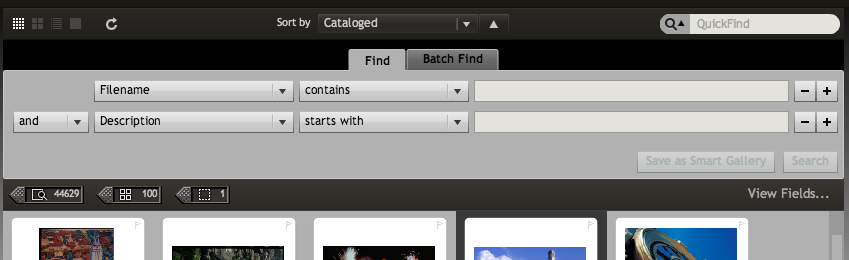 Sort by Cataloged QuickFind
Find Batch Find
Filename contains
and Description starts with
Save as Smart Gallery Search
44629 100 1 View Fields...